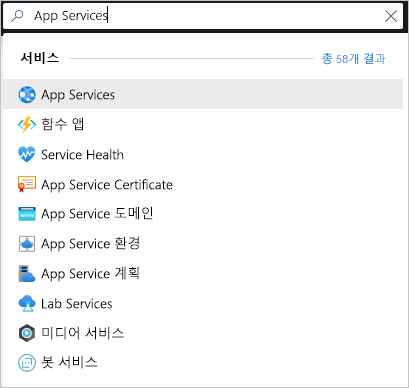 App Services
서비스
총 58개 결과
App Services
함수 앱
Service Health
App Service Certificate
App Service 도메인
App Service 환경
App Service 계획
Lab Services
미디어 서비스
봇 서비스